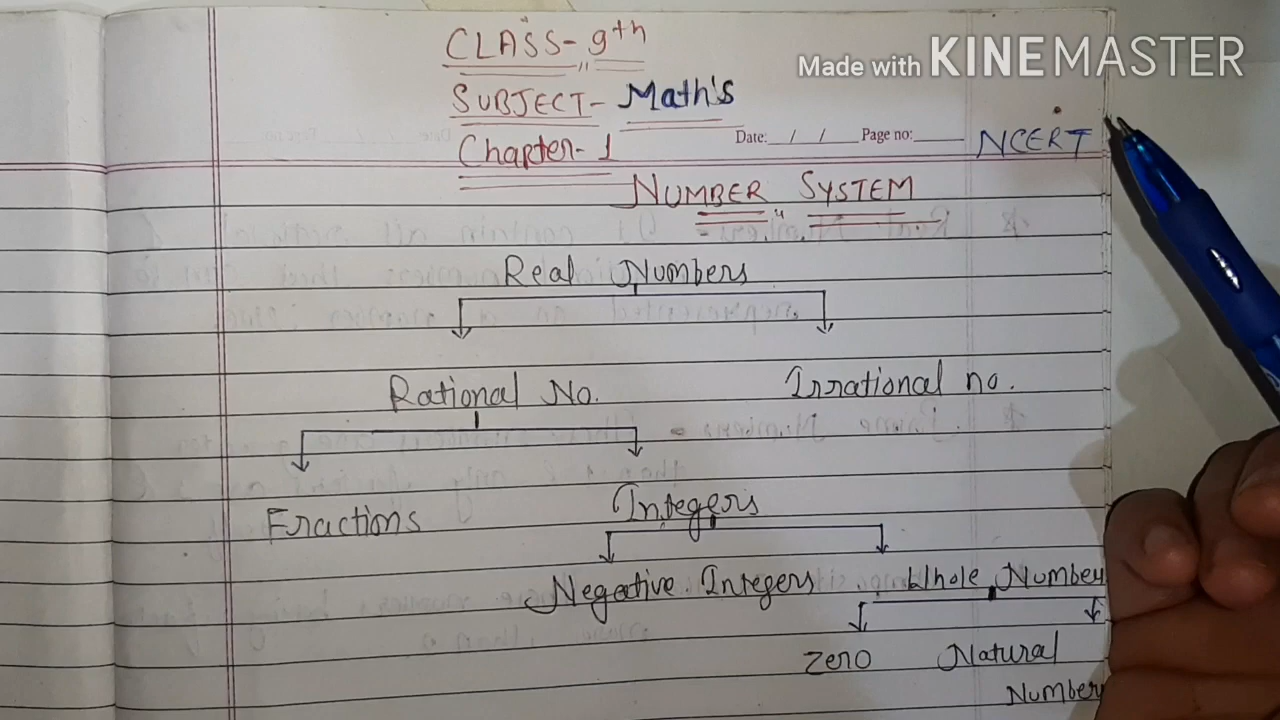 CLASS- 9th
Made with KINEMASTER
SUBJECT- Math's
Date: / / Page no:
NCERT
Chapter- 1
NUMBER SYSTEM
Real Numbers
Rational No.
Irrational no.
Fractions
Integers
Negative Integers
Whole Number
Zero
Natural
Number